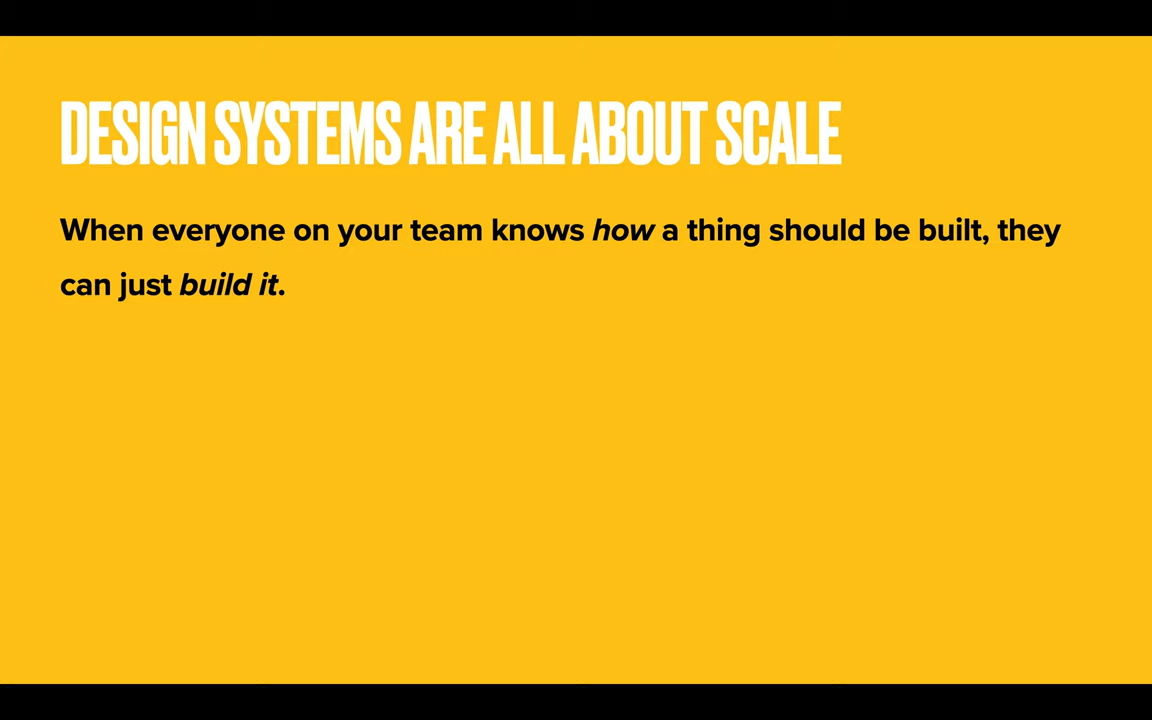 DESIGN SYSTEMS ARE ALL ABOUT SCALE
When everyone on your team knows how a thing should be built, they
can just build it.